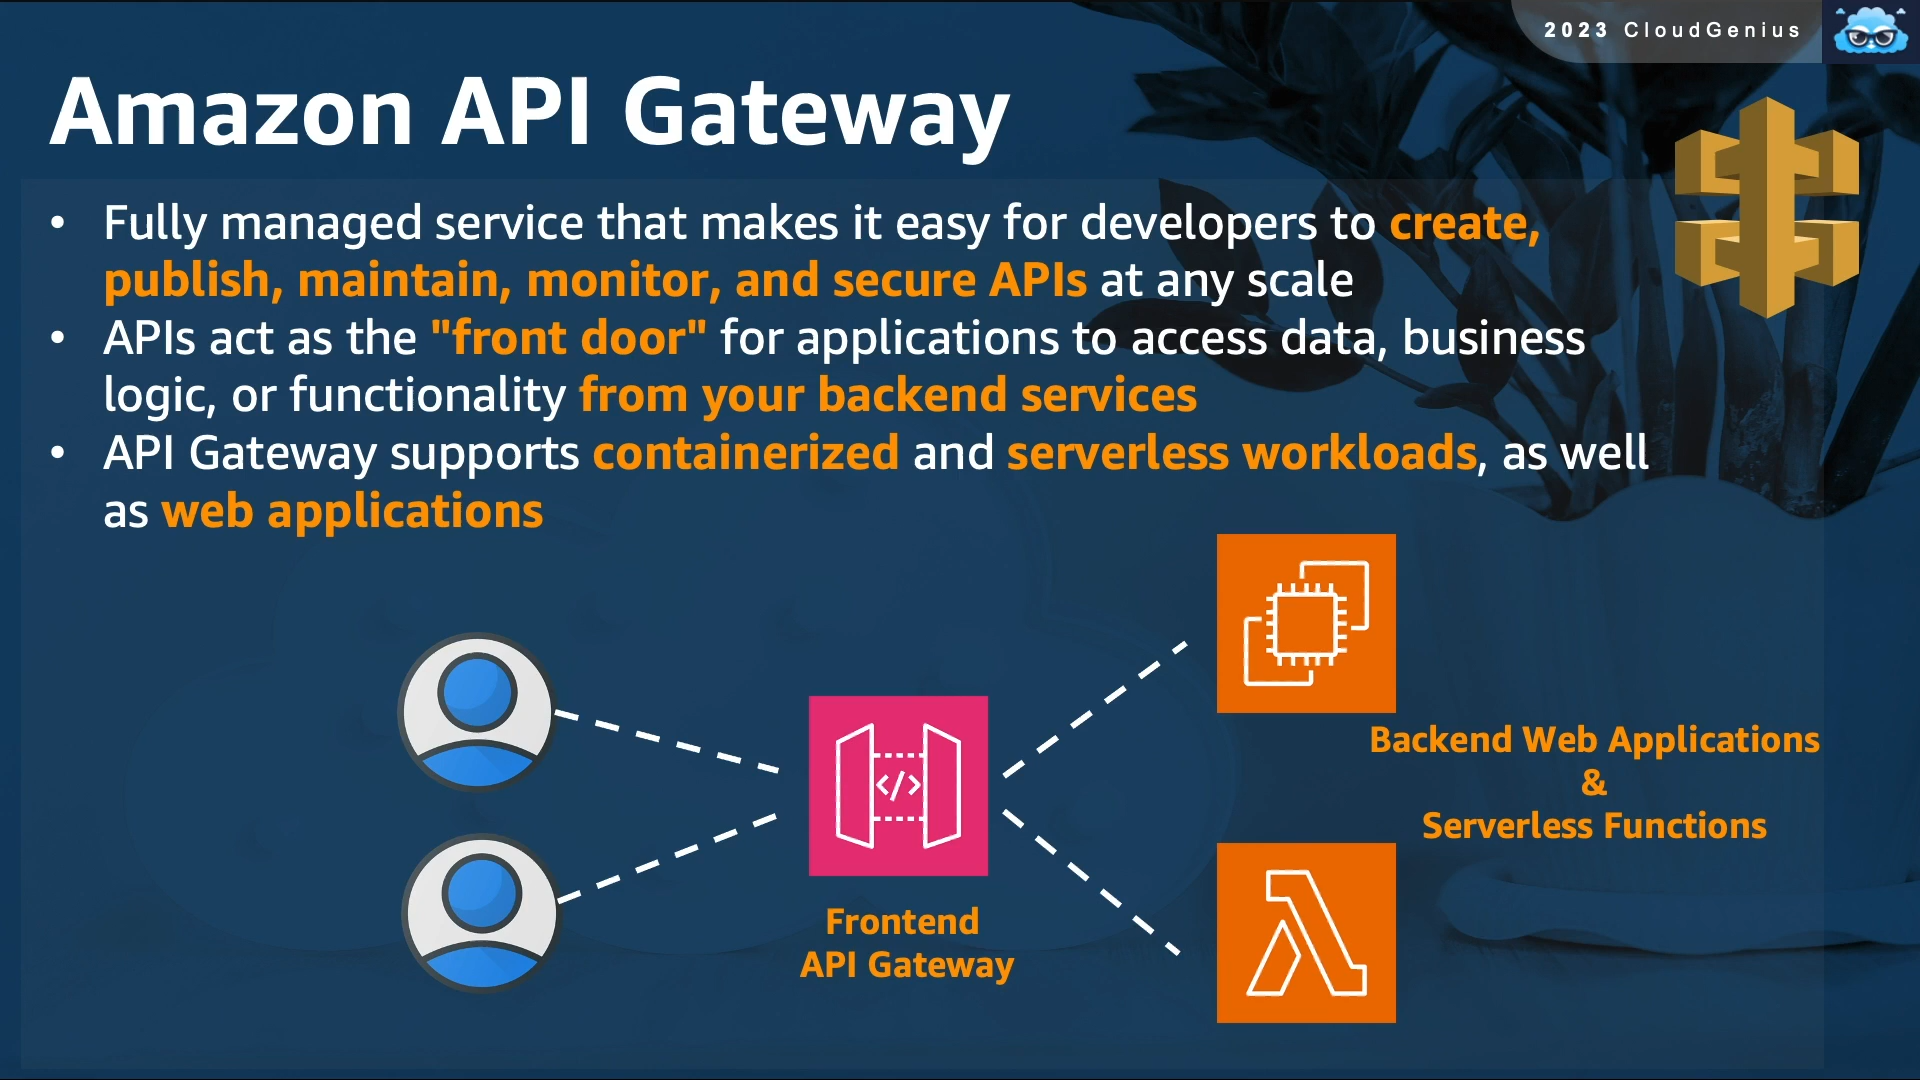 2023 CloudGenius
Amazon API Gateway
• Fully managed service that makes it easy for developers to create,
publish, maintain, monitor, and secure APIs at any scale
• APIs act as the "front door" for applications to access data, business
logic, or functionality from your backend services
• API Gateway supports containerized and serverless workloads, as well
as web applications
</>
Frontend
API Gateway
Backend Web Applications
&
Serverless Functions